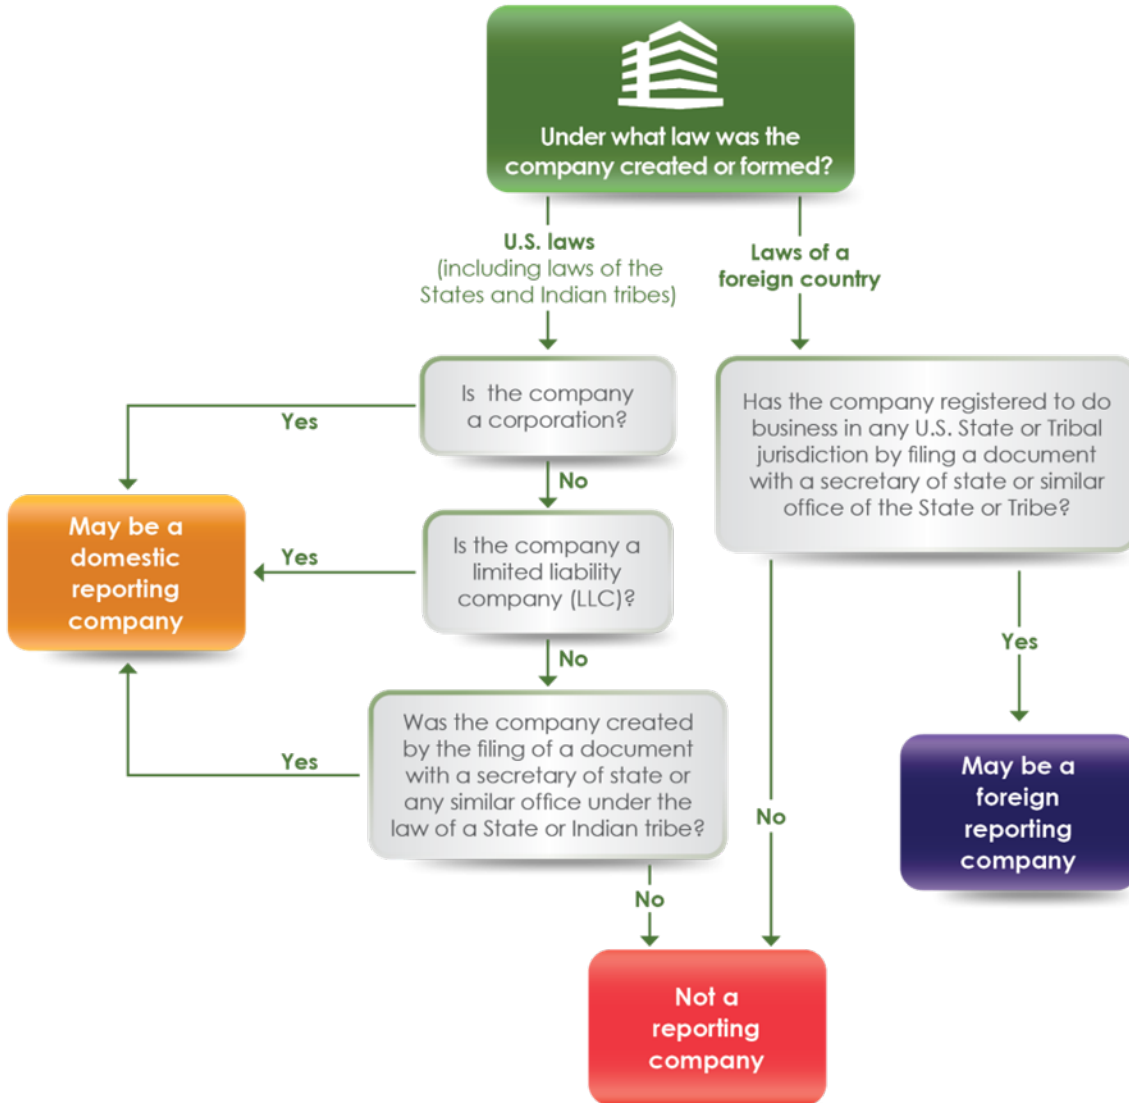 Under what law was the
company created or formed?
U.S. laws
(including laws of the
States and Indian tribes)
Laws of a
foreign country
Is the company
a corporation?
Yes
No
Has the company registered to do
business in any U.S. State or Tribal
jurisdiction by filing a document
with a secretary of state or similar
office of the State or Tribe?
May be a
domestic
reporting
company
Yes
Is the company a
limited liability
company (LLC)?
No
Yes
Was the company created
by the filing of a document
with a secretary of state or
any similar office under the
law of a State or Indian tribe?
Yes
No
May be a
foreign
reporting
company
No
Not a
reporting
company